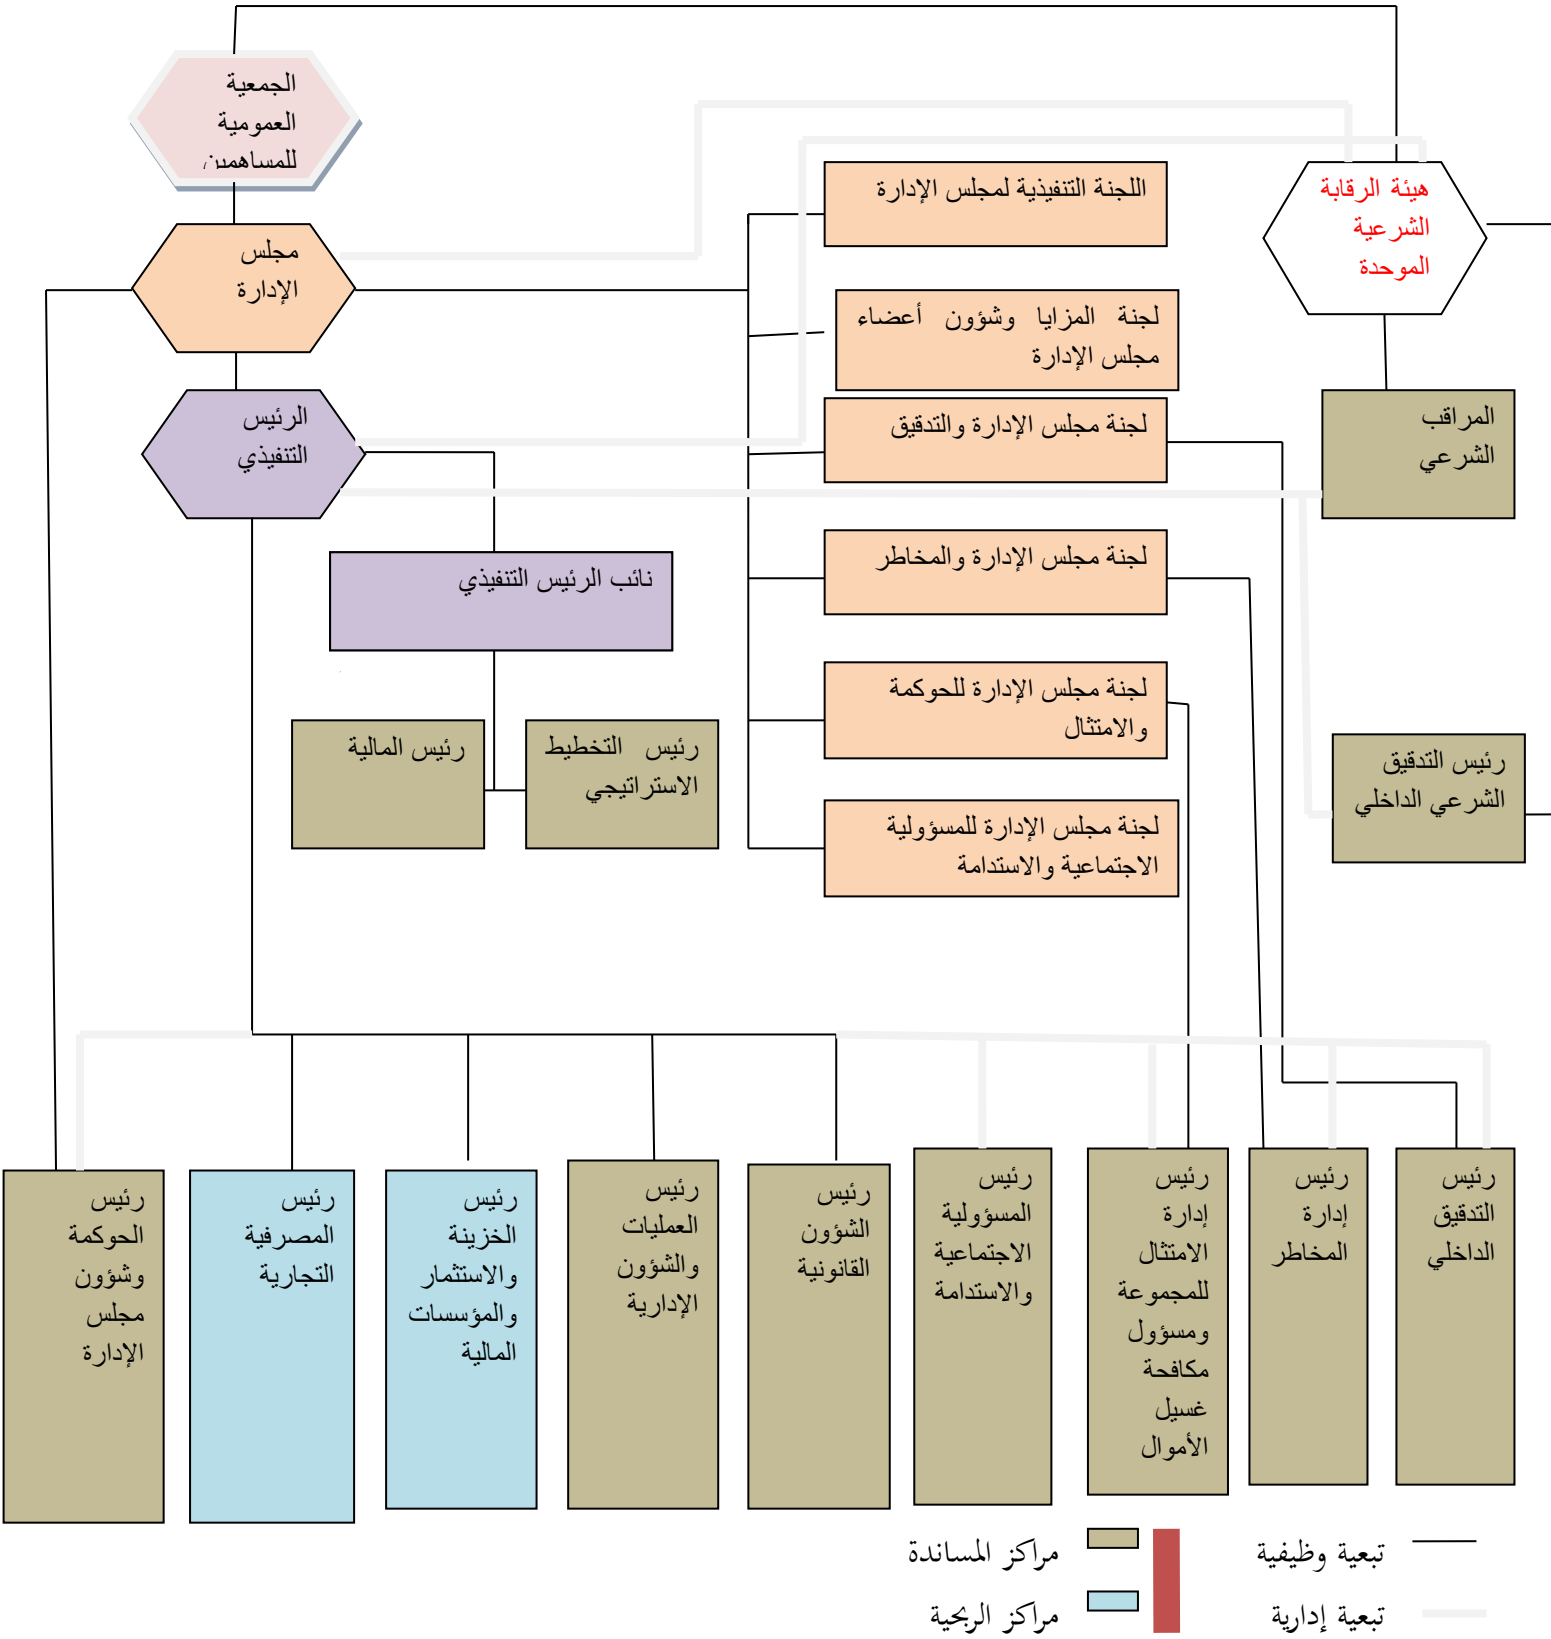 الجمعية
العمومية
للمساهمين
مجلس
الإدارة
الرئيس
التنفيذي
نائب الرئيس التنفيذي
رئيس التخطيط
الاستراتيجي
رئيس المالية
اللجنة التنفيذية لمجلس الإدارة
لجنة المزايا وشؤون أعضاء
مجلس الإدارة
لجنة مجلس الإدارة والتدقيق
لجنة مجلس الإدارة والمخاطر
لجنة مجلس الإدارة للحوكمة
والامتثال
لجنة مجلس الإدارة للمسؤولية
الاجتماعية والاستدامة
هيئة الرقابة
الشرعية
الموحدة
المراقب
الشرعي
رئيس التدقيق
الشرعي الداخلي
رئيس
التدقيق
الداخلي
رئيس
إدارة
المخاطر
رئيس
إدارة
الامتثال
للمجموعة
ومسؤول
مكافحة
غسيل
الأموال
رئيس
المسؤولية
الاجتماعية
والاستدامة
رئيس
الشؤون
القانونية
رئيس
العمليات
والشؤون
الإدارية
رئيس
الخزينة
والاستثمار
والمؤسسات
المالية
رئيس
المصرفية
التجارية
رئيس
الحوكمة
وشؤون
مجلس
الإدارة
تبعية وظيفية
تبعية إدارية
مراكز المساندة
مراكز الربحية